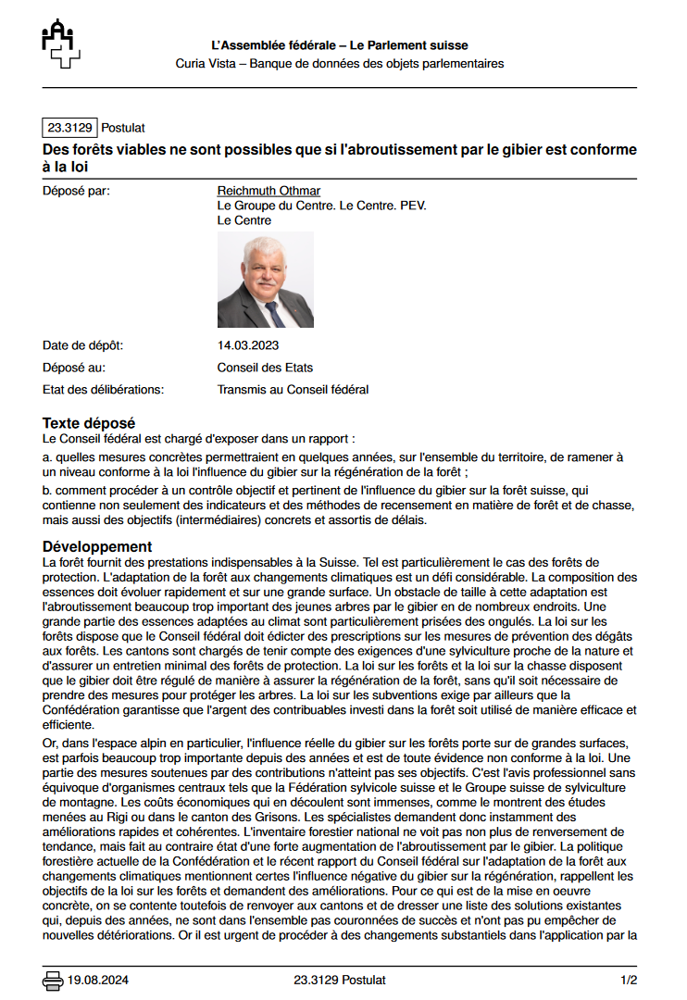 L'Assemblée fédérale – Le Parlement suisse
Curia Vista – Banque de données des objets parlementaires
23.3129 Postulat
Des forêts viables ne sont possibles que si l'abroutissement par le gibier est conforme
à la loi
Déposé par: Reichmuth Othmar
Le Groupe du Centre. Le Centre. PEV.
Le Centre
Date de dépôt: 14.03.2023
Déposé au: Conseil des Etats
Etat des délibérations: Transmis au Conseil fédéral
Texte déposé
Le Conseil fédéral est chargé d'exposer dans un rapport :
a. quelles mesures concrètes permettraient en quelques années, sur l'ensemble du territoire, de ramener à
un niveau conforme à la loi l'influence du gibier sur la régénération de la forêt ;
b. comment procéder à un contrôle objectif et pertinent de l'influence du gibier sur la forêt suisse, qui
contienne non seulement des indicateurs et des méthodes de recensement en matière de forêt et de chasse,
mais aussi des objectifs (intermédiaires) concrets et assortis de délais.
Développement
La forêt fournit des prestations indispensables à la Suisse. Tel est particulièrement le cas des forêts de
protection. L'adaptation de la forêt aux changements climatiques est un défi considérable. La composition des
essences doit évoluer rapidement et sur une grande surface. Un obstacle de taille à cette adaptation est
l'abroutissement beaucoup trop important des jeunes arbres par le gibier en de nombreux endroits. Une
grande partie des essences adaptées au climat sont particulièrement prisées des ongulés. La loi sur les
forêts dispose que le Conseil fédéral doit édicter des prescriptions sur les mesures de prévention des dégâts
aux forêts. Les cantons sont chargés de tenir compte des exigences d'une sylviculture proche de la nature et
d'assurer un entretien minimal des forêts de protection. La loi sur les forêts et la loi sur la chasse disposent
que le gibier doit être régulé de manière à assurer la régénération de la forêt, sans qu'il soit nécessaire de
prendre des mesures pour protéger les arbres. La loi sur les subventions exige par ailleurs que la
Confédération garantisse que l'argent des contribuables investi dans la forêt soit utilisé de manière efficace et
efficiente.
Or, dans l'espace alpin en particulier, l'influence réelle du gibier sur les forêts porte sur de grandes surfaces,
est parfois beaucoup trop importante depuis des années et est de toute évidence non conforme à la loi. Une
partie des mesures soutenues par des contributions n'atteint pas ses objectifs. C'est l'avis professionnel sans
équivoque d'organismes centraux tels que la Fédération sylvicole suisse et le Groupe suisse de sylviculture
de montagne. Les coûts économiques qui en découlent sont immenses, comme le montrent des études
menées au Rigi ou dans le canton des Grisons. Les spécialistes demandent donc instamment des
améliorations rapides et cohérentes. L'inventaire forestier national ne voit pas non plus de renversement de
tendance, mais fait au contraire état d'une forte augmentation de l'abroutissement par le gibier. La politique
forestière actuelle de la Confédération et le récent rapport du Conseil fédéral sur l'adaptation de la forêt aux
changements climatiques mentionnent certes l'influence négative du gibier sur la régénération, rappellent les
objectifs de la loi sur les forêts et demandent des améliorations. Pour ce qui est de la mise en oeuvre
concrète, on se contente toutefois de renvoyer aux cantons et de dresser une liste des solutions existantes
qui, depuis des années, ne sont dans l'ensemble pas couronnées de succès et n'ont pas pu empêcher de
nouvelles détériorations. Or il est urgent de procéder à des changements substantiels dans l'application par la
19.08.2024 23.3129 Postulat 1/2